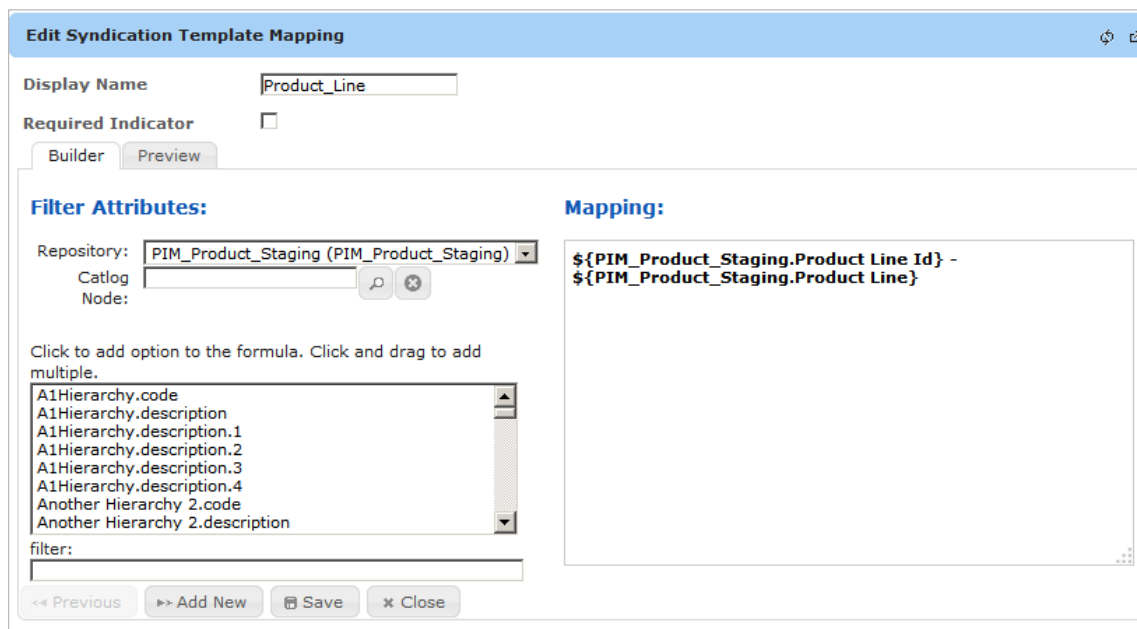 Edit Syndication Template Mapping
Display Name
Product_Line
Required Indicator
Builder
Preview
Filter Attributes:
Repository:
PIM_Product_Staging (PIM_Product_Staging)
Catlog
Node:
Click to add option to the formula. Click and drag to add
multiple.
A1Hierarchy.code
A1Hierarchy.description
A1Hierarchy.description.1
A1Hierarchy.description.2
A1Hierarchy.description.3
A1Hierarchy.description.4
Another Hierarchy 2.code
Another Hierarchy 2.description
filter:
Mapping:
${PIM_Product_Staging.Product Line Id} -
${PIM_Product_Staging.Product Line}
Previous
Add New
Save
Close